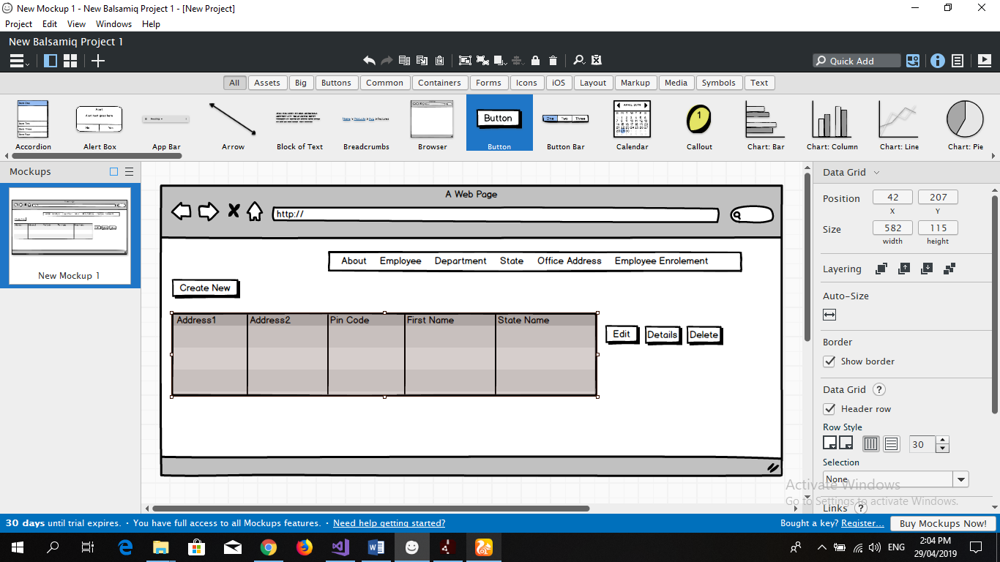 New Mockup 1 - New Balsamiq Project 1 - [New Project]
Project Edit View Windows Help
New Balsamiq Project 1
Quick Add
All Assets Big Buttons Common Containers Forms Icons iOS Layout Markup Media Symbols Text
Button
One Two Three
APRIL 2019
1
Accordion Alert Box App Bar Arrow Block of Text Breadcrumbs Browser Button Button Bar Calendar Callout Chart: Bar Chart: Column Chart: Line Chart: Pie
Mockups
New Mockup 1
A Web Page
http://
About Employee Department State Office Address Employee Enrolement
Create New
Address1 Address2 Pin Code First Name State Name
Edit Details Delete
Data Grid
Position 42 207
X Y
Size 582 115
width height
Layering
Auto-Size
Border
Show border
Data Grid ?
Header row
Row Style
30
Selection
None
Links ?
Activate Windows
Go to Settings to activate Windows.
30 days until trial expires. · You have full access to all Mockups features. · Need help getting started?
Bought a key? Register... Buy Mockups Now!
ENG
2:04 PM
29/04/2019